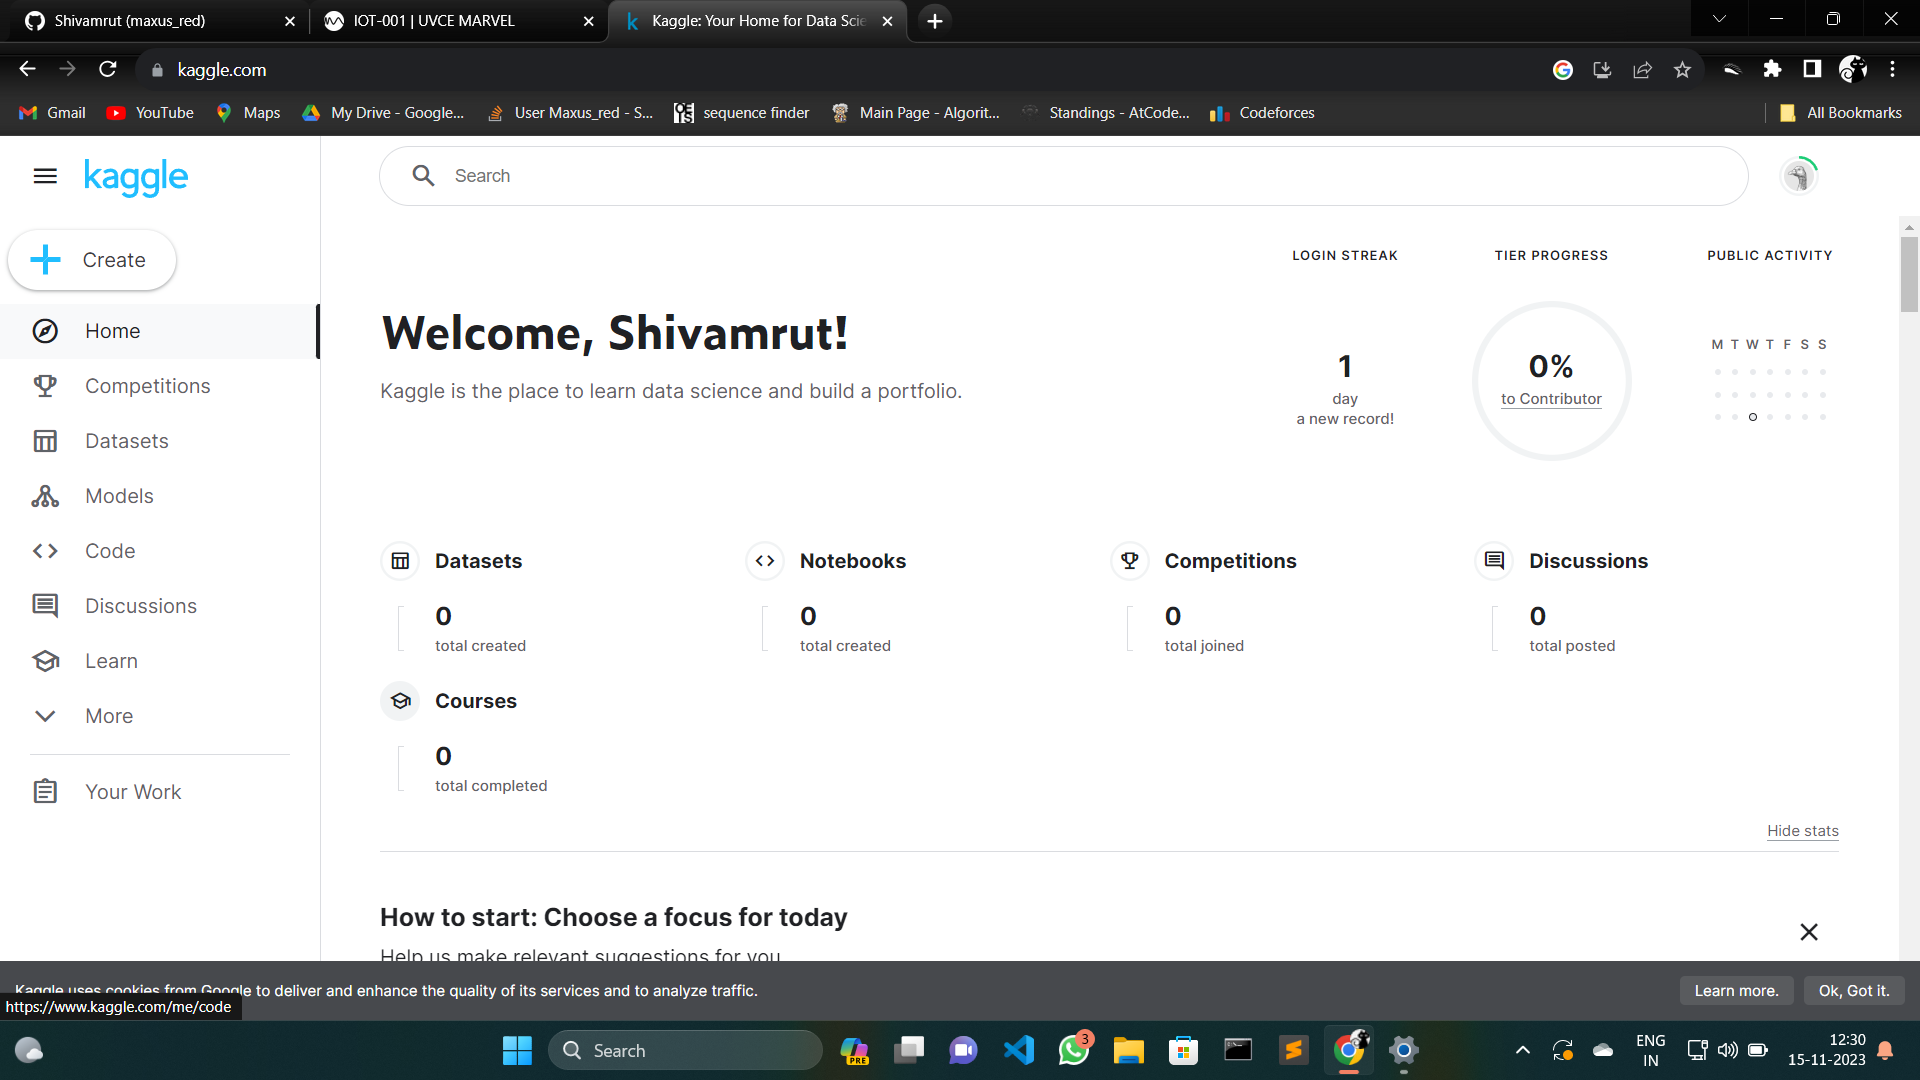 Shivamrut (maxus_red)
IOT-001 | UVCE MARVEL
Kaggle: Your Home for Data Scie
kaggle.com
Gmail
YouTube
Maps
My Drive - Google...
User Maxus_red - S...
sequence finder
Main Page - Algorit...
Standings - AtCode...
Codeforces
All Bookmarks
kaggle
Search
Create
Home
Competitions
Datasets
Models
Code
Discussions
Learn
More
Your Work
LOGIN STREAK
TIER PROGRESS
PUBLIC ACTIVITY
Welcome, Shivamrut!
Kaggle is the place to learn data science and build a portfolio.
1
day
a new record!
0%
to Contributor
M T W T F S S
Datasets
0
total created
Notebooks
0
total created
Competitions
0
total joined
Discussions
0
total posted
Courses
0
total completed
Hide stats
How to start: Choose a focus for today
Help us make relevant suggestions for you
Kaggle uses cookies from Google to deliver and enhance the quality of its services and to analyze traffic.
Learn more.
Ok, Got it.
https://www.kaggle.com/me/code
Search
PRE
3
ENG
IN
12:30
15-11-2023